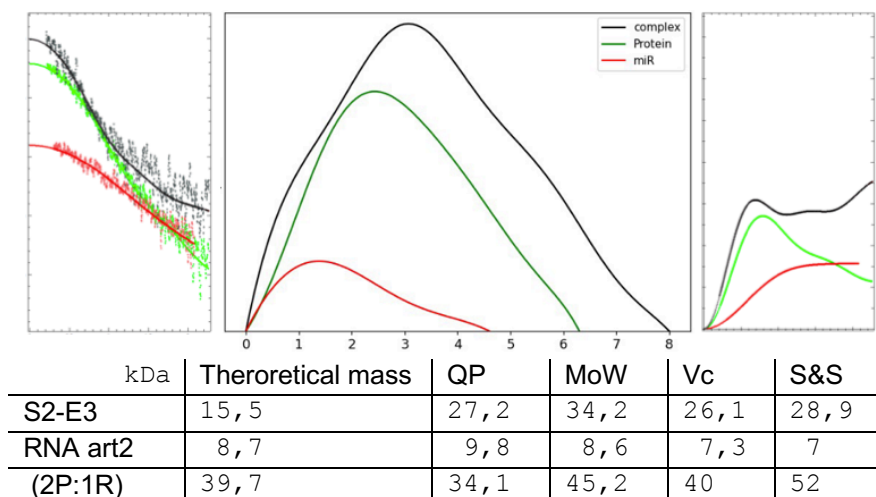 complex
Protein
miR
0 1 2 3 4 5 6 7 8
kDa Theroretical mass QP MoW Vc S&S
S2-E3 15,5 27,2 34,2 26,1 28,9
RNA art2 8,7 9,8 8,6 7,3 7
(2P:1R) 39,7 34,1 45,2 40 52